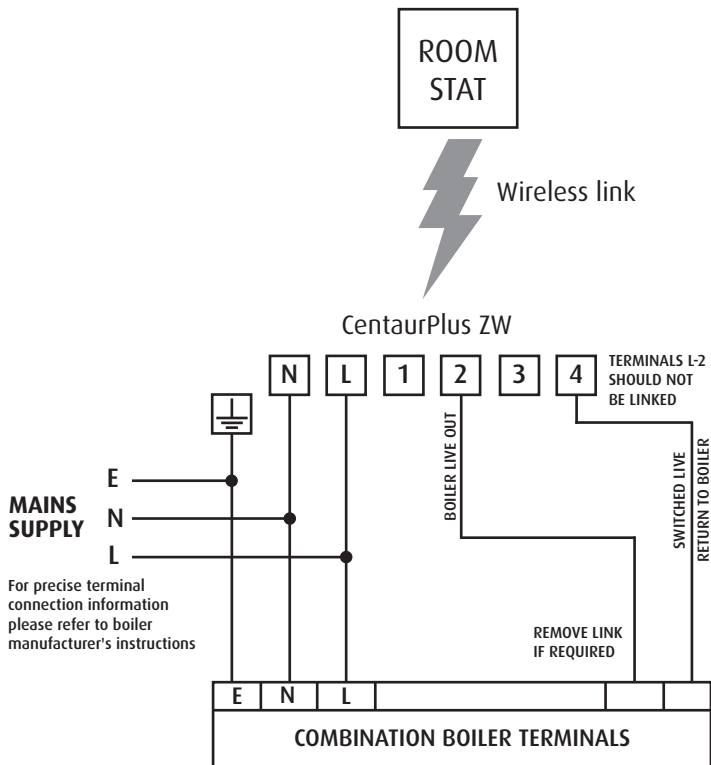 ROOM
STAT
Wireless link
CentaurPlus ZW
N
L
1
2
3
4
TERMINALS L-2
SHOULD NOT
BE LINKED
BOILER LIVE OUT
SWITCHED LIVE
RETURN TO BOILER
MAINS
SUPPLY
E
N
L
For precise terminal
connection information
please refer to boiler
manufacturer's instructions
REMOVE LINK
IF REQUIRED
E
N
L
COMBINATION BOILER TERMINALS